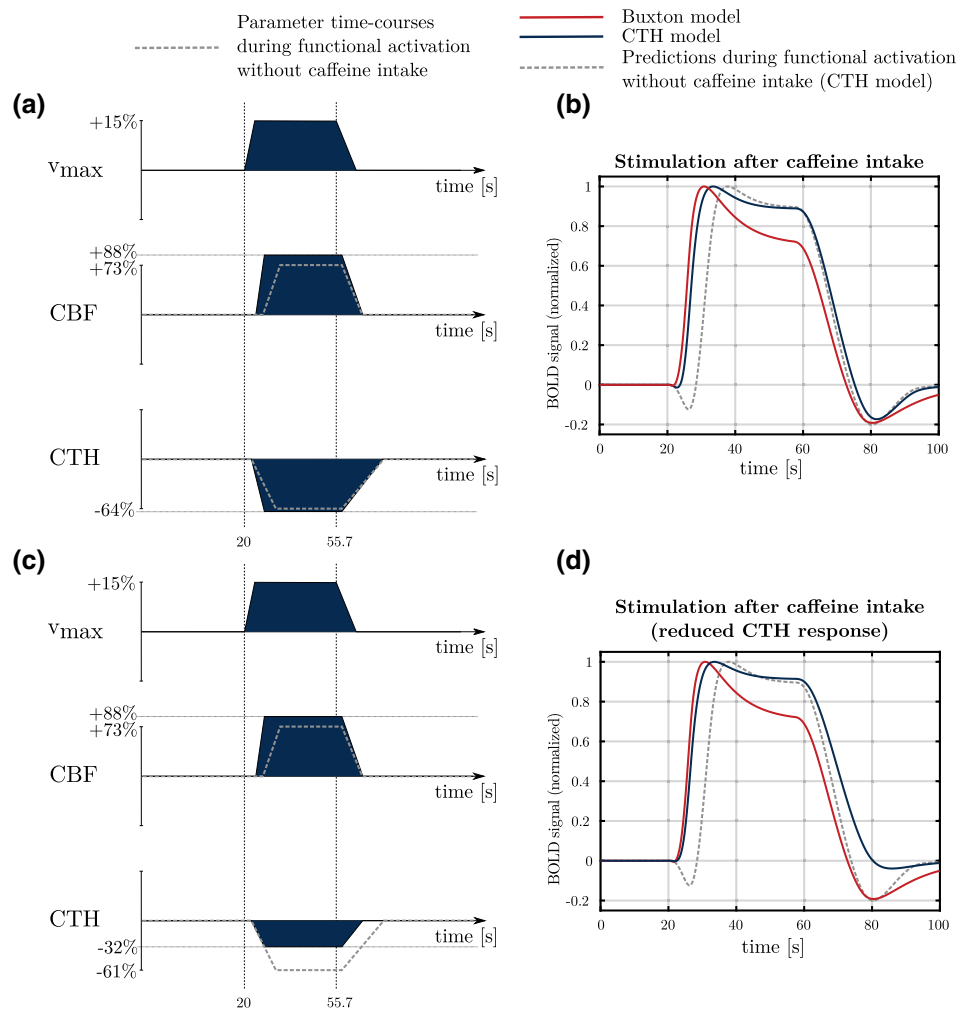 Parameter time-courses
during functional activation
without caffeine intake
Buxton model
CTH model
Predictions during functional activation
without caffeine intake (CTH model)
(a)
+15%
vmax
time [s]
+88%
+73%
CBF
time [s]
CTH
time [s]
-64%
20
55.7
(b)
Stimulation after caffeine intake
BOLD signal (normalized)
1
0.8
0.6
0.4
0.2
0
-0.2
0
20
40
60
80
100
time [s]
(c)
+15%
vmax
time [s]
+88%
+73%
CBF
time [s]
CTH
time [s]
-32%
-61%
20
55.7
(d)
Stimulation after caffeine intake
(reduced CTH response)
BOLD signal (normalized)
1
0.8
0.6
0.4
0.2
0
-0.2
0
20
40
60
80
100
time [s]